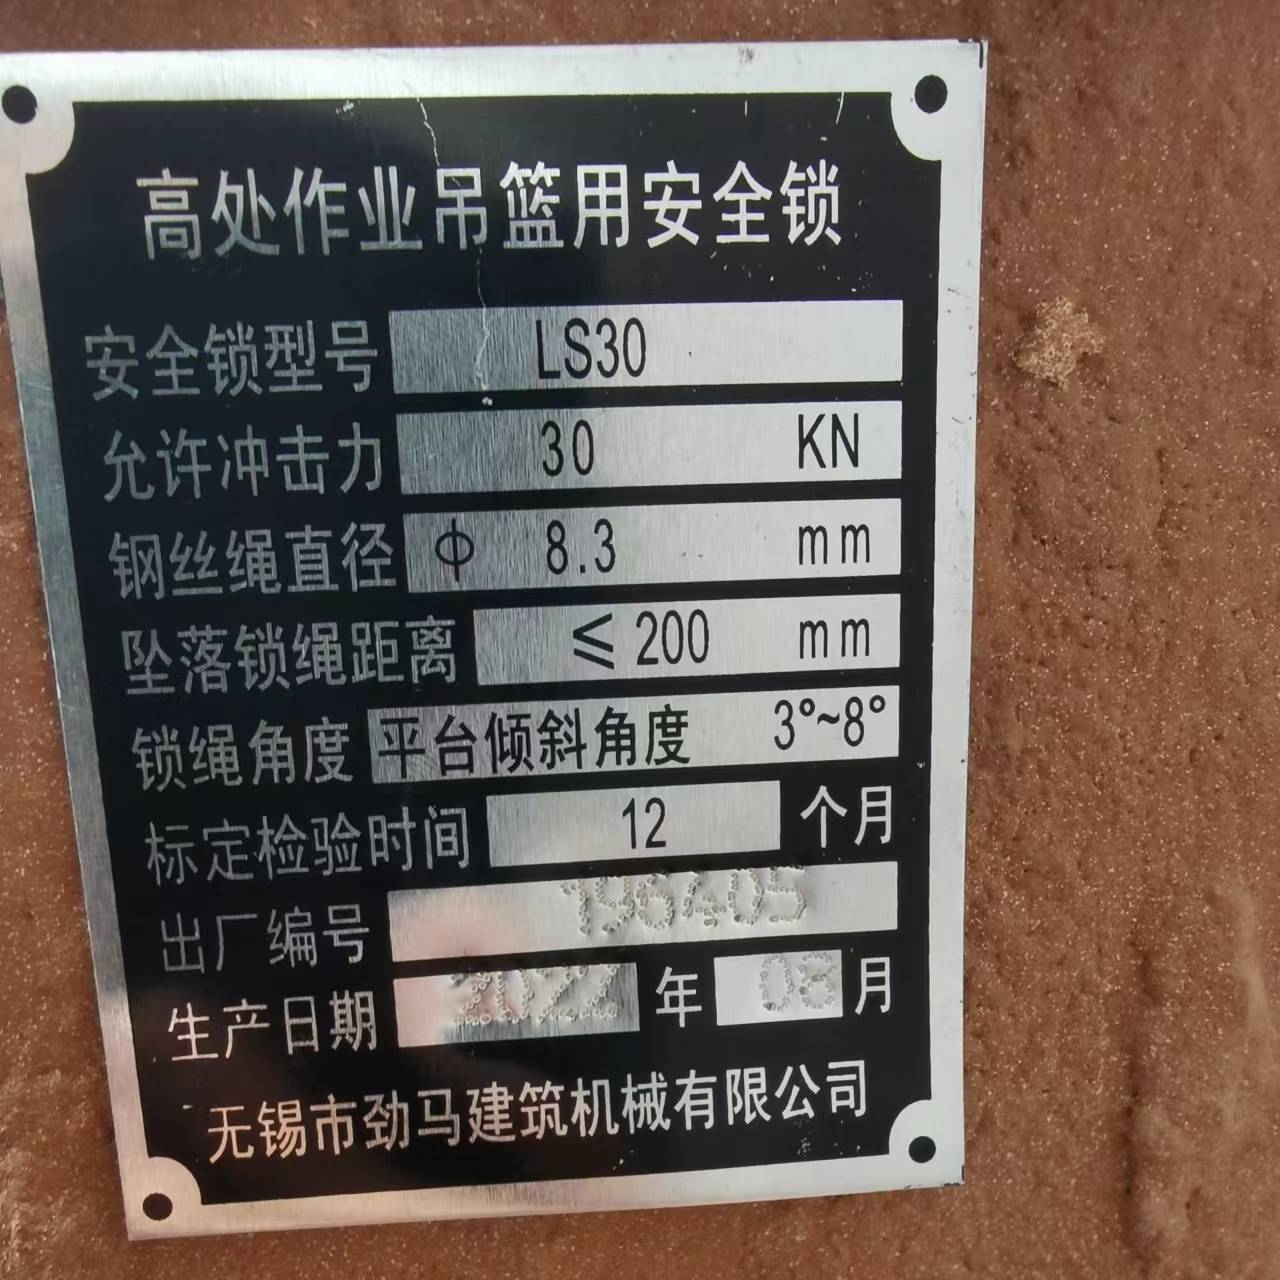 高处作业吊篮用安全锁
安全锁型号 LS30
允许冲击力 30 KN
钢丝绳直径 ф 8.3 mm
坠落锁绳距离 ≤200 mm
锁绳角度 平台倾斜角度 3°~8°
标定检验时间 12 个月
出厂编号 196405
生产日期 2022 年 08 月
无锡市劲马建筑机械有限公司